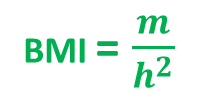 BMI = m/h²